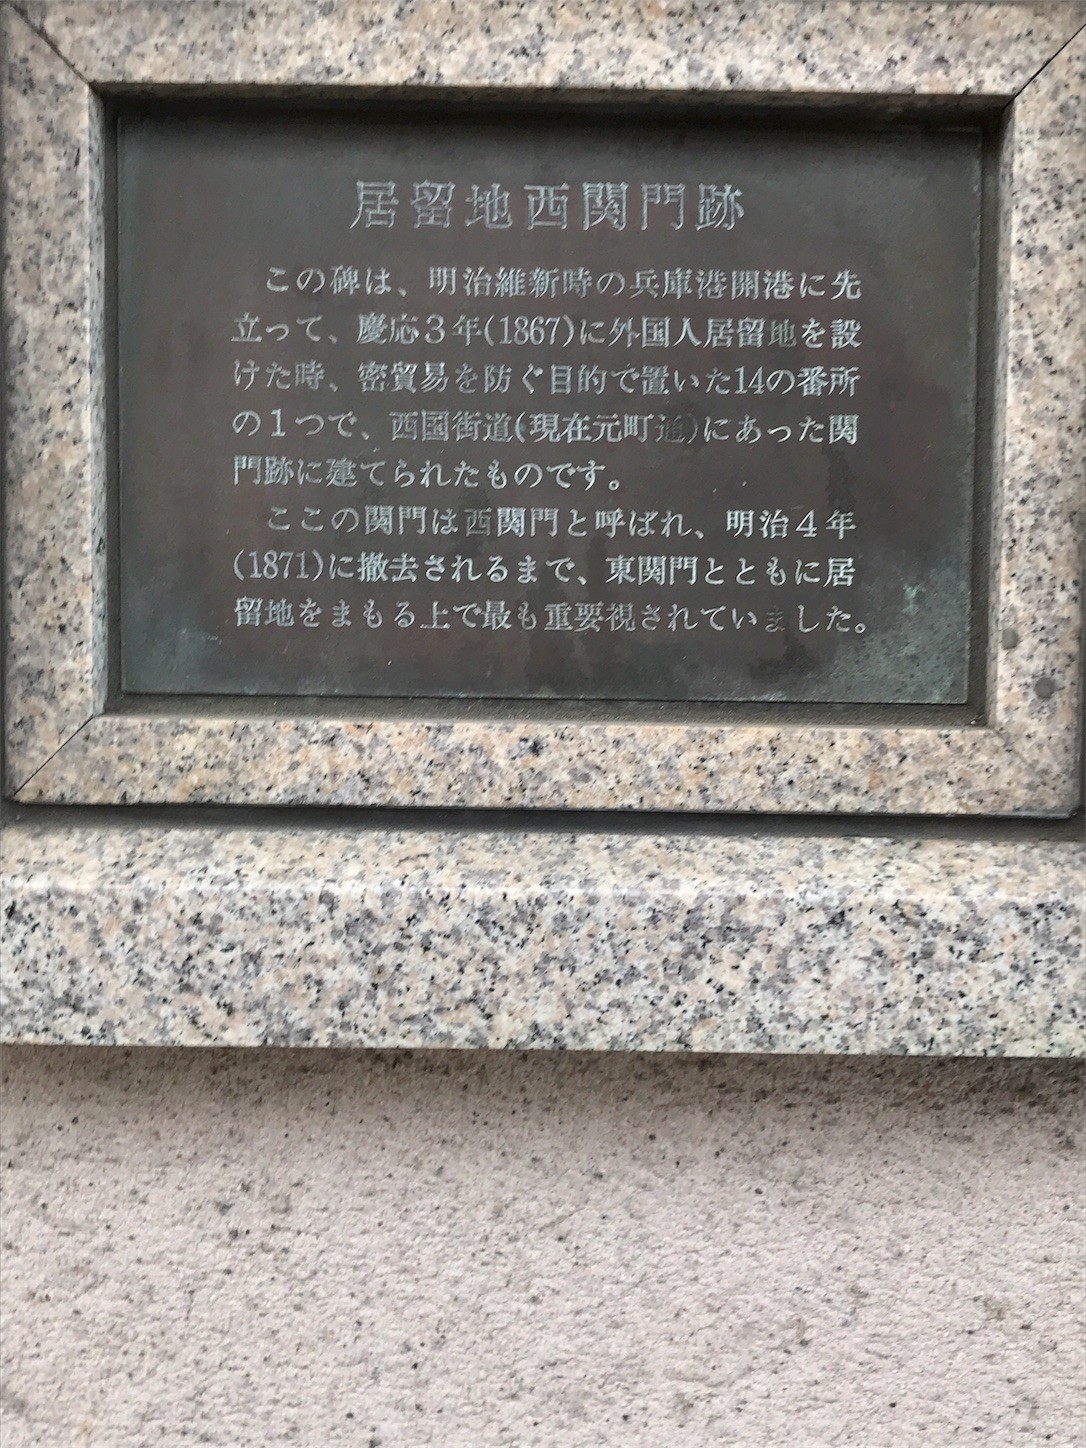 居留地西関門跡
この碑は、明治維新時の兵庫港開港に先
立って、慶応３年(1867)に外国人居留地を設
けた時、密貿易を防ぐ目的で置いた14の番所
の１つで、西国街道(現在元町通)にあった関
門跡に建てられたものです。
ここの関門は西関門と呼ばれ、明治４年
(1871)に撤去されるまで、東関門とともに居
留地をまもる上で最も重要視されていました。